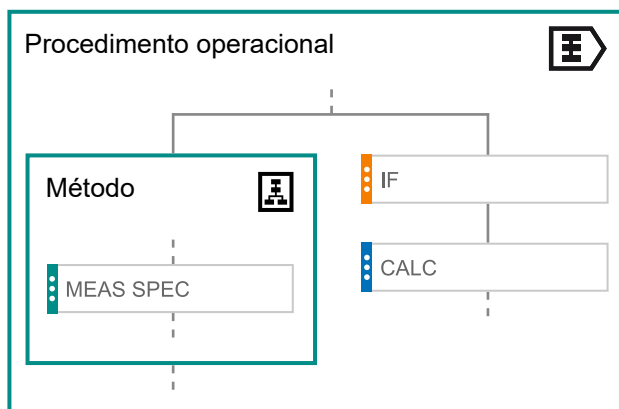 Procedimento operacional
Método
MEAS SPEC
IF
CALC